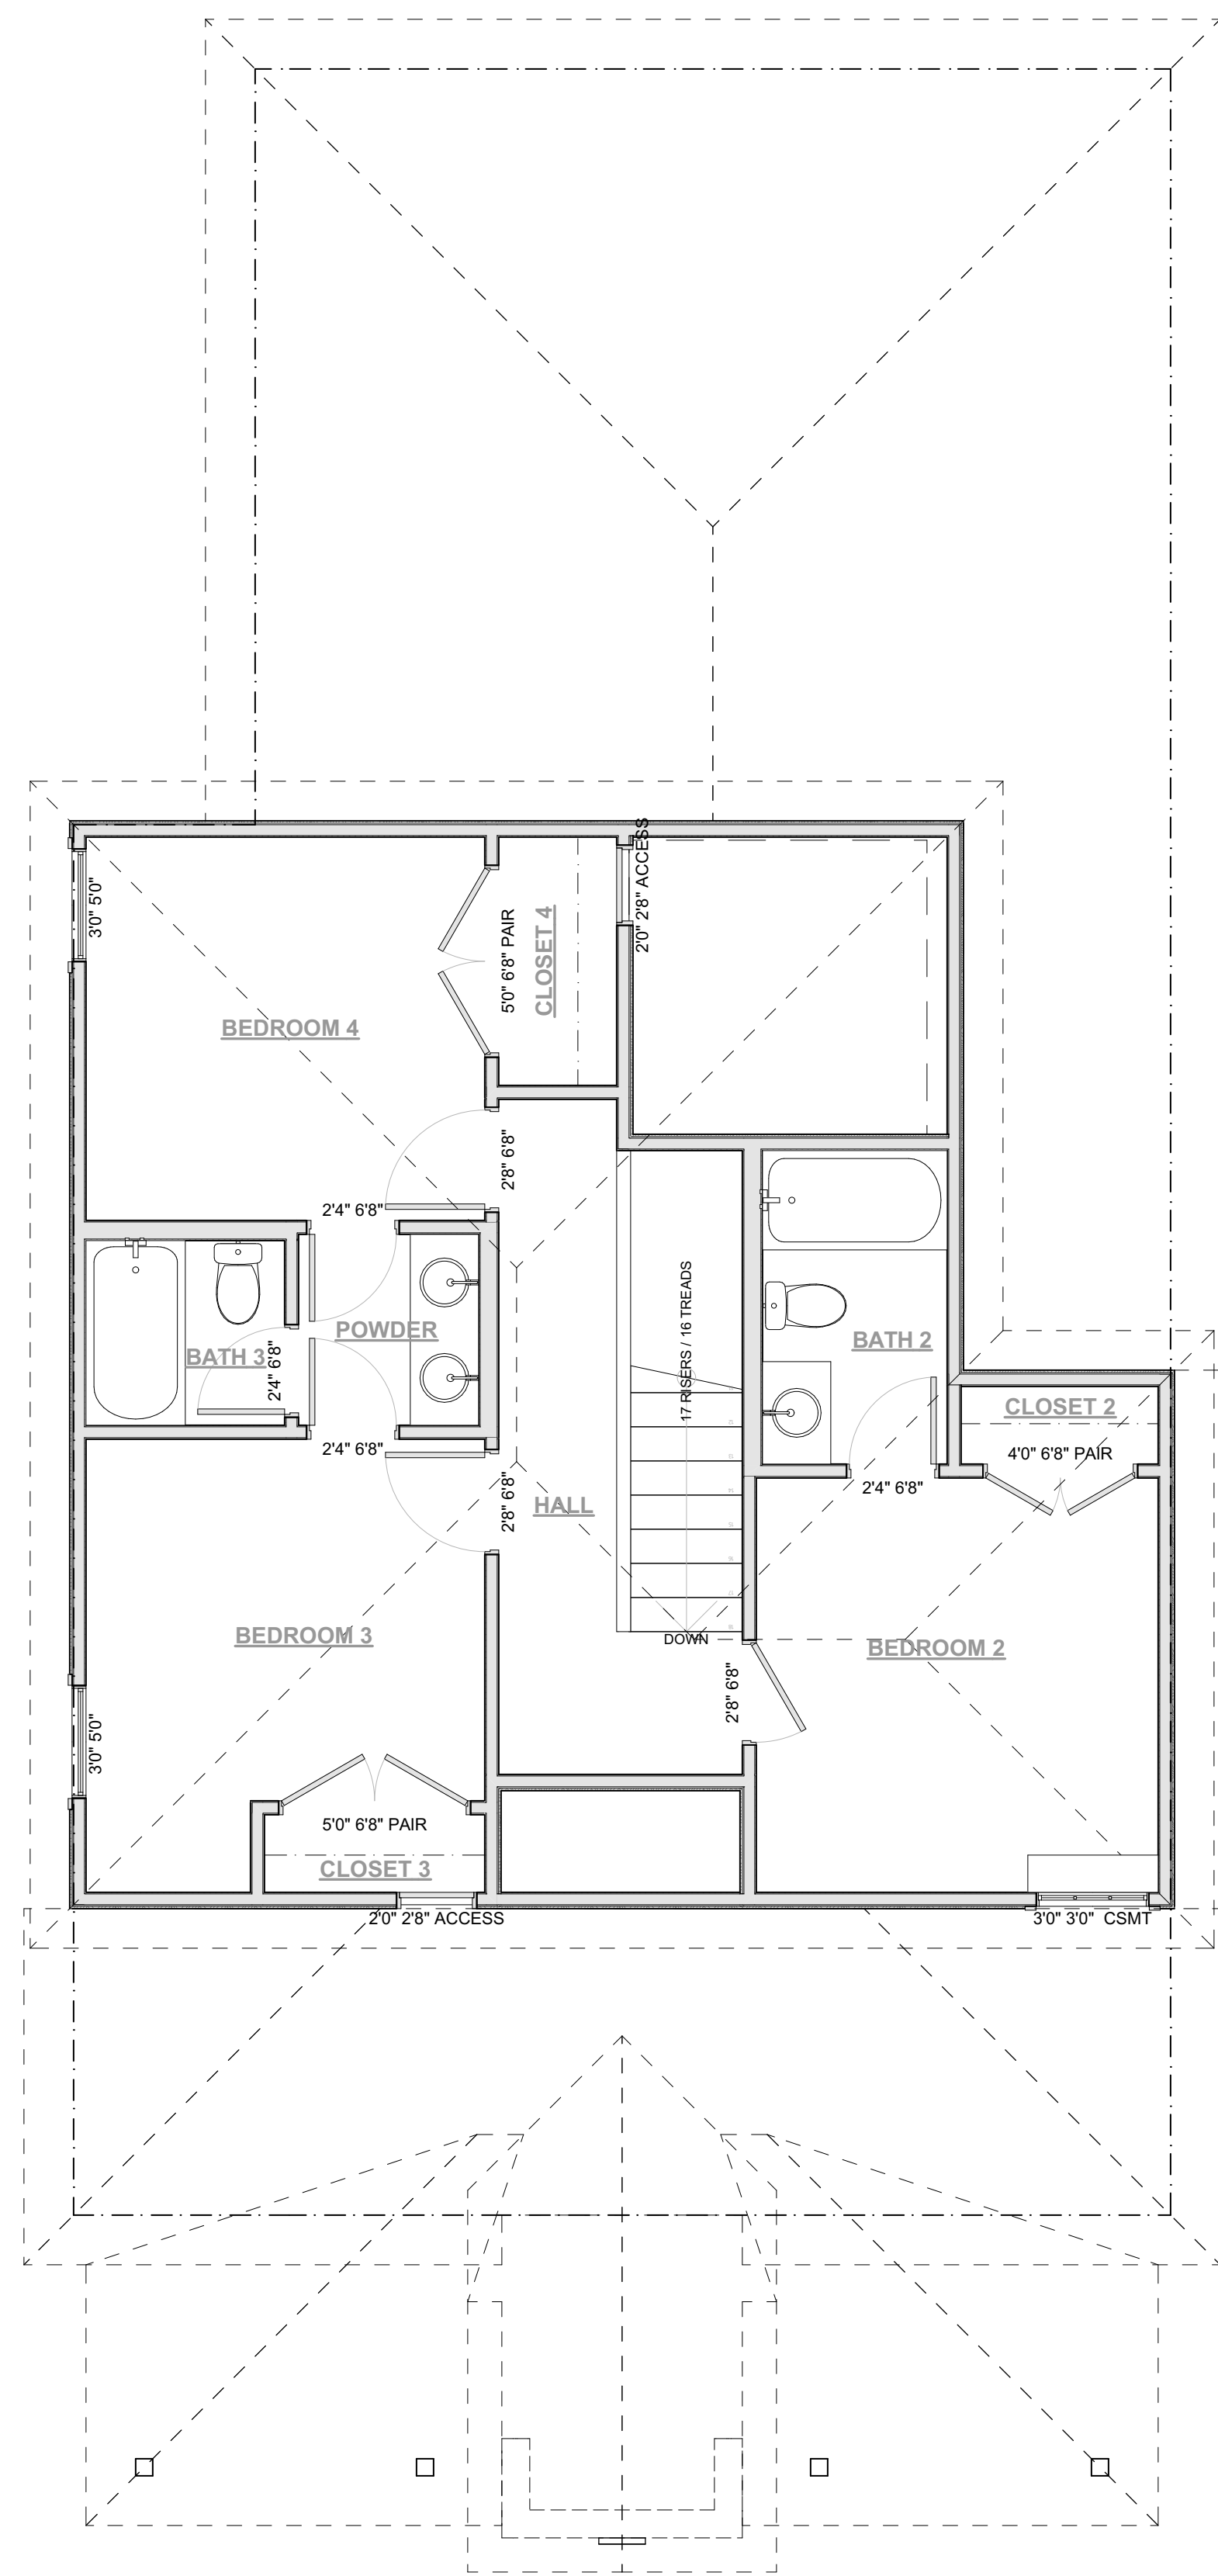 2'0" 2'8" ACCESS
3'0" 5'0"
5'0" 6'8" PAIR
CLOSET 4
BEDROOM 4
2'8" 6'8"
2'4" 6'8"
17 RISERS / 16 TREADS
POWDER
BATH 2
BATH 3
2'4" 6'8"
CLOSET 2
2'4" 6'8"
4'0" 6'8" PAIR
2'4" 6'8"
2'8" 6'8"
HALL
BEDROOM 3
DOWN
BEDROOM 2
2'8" 6'8"
3'0" 5'0"
5'0" 6'8" PAIR
CLOSET 3
2'0" 2'8" ACCESS
3'0" 3'0" CSMT